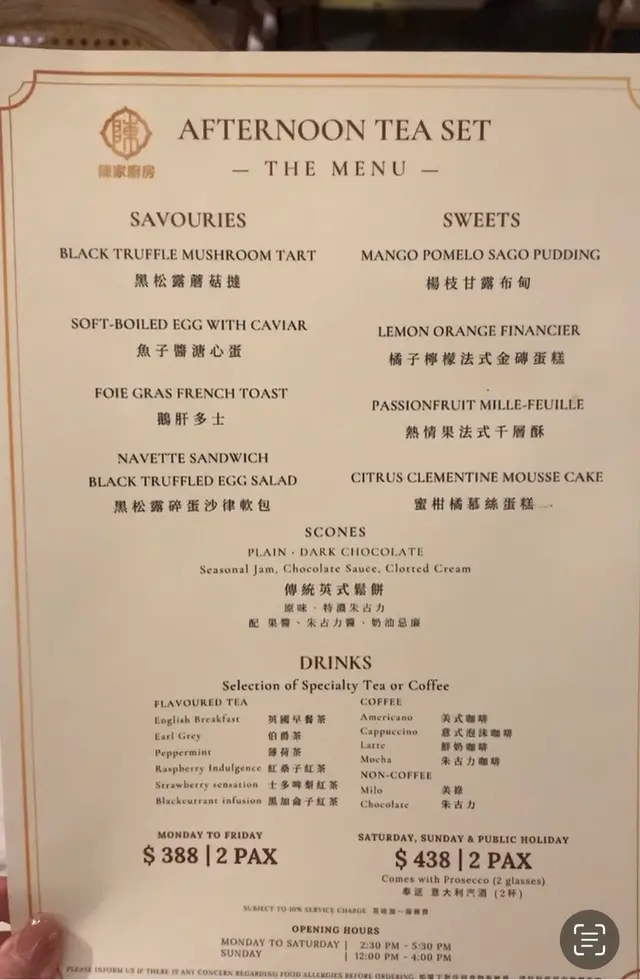 陳
陳家廚房
AFTERNOON TEA SET
— THE MENU —
SAVOURIES
BLACK TRUFFLE MUSHROOM TART
黑松露蘑菇撻
SOFT-BOILED EGG WITH CAVIAR
魚子醬溏心蛋
FOIE GRAS FRENCH TOAST
鵝肝多士
NAVETTE SANDWICH
BLACK TRUFFLED EGG SALAD
黑松露碎蛋沙律軟包
SWEETS
MANGO POMELO SAGO PUDDING
楊枝甘露布甸
LEMON ORANGE FINANCIER
橘子檸檬法式金磚蛋糕
PASSIONFRUIT MILLE-FEUILLE
熱情果法式千層酥
CITRUS CLEMENTINE MOUSSE CAKE
蜜柑橘慕絲蛋糕
SCONES
PLAIN · DARK CHOCOLATE
Seasonal Jam, Chocolate Sauce, Clotted Cream
傳統英式鬆餅
原味 · 特濃朱古力
配 果醬、朱古力醬、奶油忌廉
DRINKS
Selection of Specialty Tea or Coffee
FLAVOURED TEA
English Breakfast 英國早餐茶
Earl Grey 伯爵茶
Peppermint 薄荷茶
Raspberry Indulgence 紅桑子紅茶
Strawberry sensation 士多啤梨紅茶
Blackcurrant infusion 黑加侖子紅茶
COFFEE
Americano 美式咖啡
Cappuccino 意式泡沫咖啡
Latte 鮮奶咖啡
Mocha 朱古力咖啡
NON-COFFEE
Milo 美祿
Chocolate 朱古力
MONDAY TO FRIDAY
$ 388 | 2 PAX
SATURDAY, SUNDAY & PUBLIC HOLIDAY
$ 438 | 2 PAX
Comes with Prosecco (2 glasses)
奉送 意大利汽酒 (2杯)
SUBJECT TO 10% SERVICE CHARGE 另收加一服務費
OPENING HOURS
MONDAY TO SATURDAY | 2:30 PM - 5:30 PM
SUNDAY | 12:00 PM - 4:00 PM
PLEASE INFORM US IF THERE IS ANY CONCERN REGARDING FOOD ALLERGIES BEFORE ORDERING.